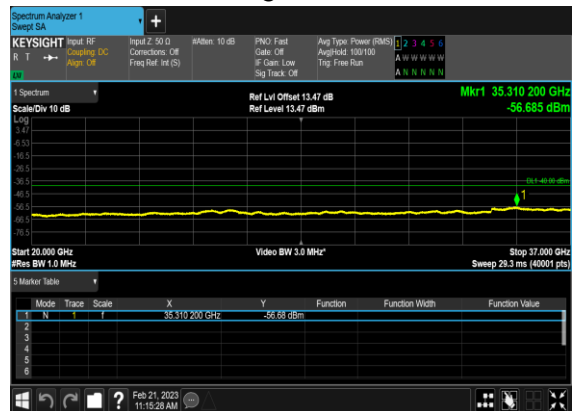 Spectrum Analyzer 1
Swept SA
KEYSIGHT
R T
Input: RF
Coupling: DC
Align: Off
Input Z: 50 Ω
Corrections: Off
Freq Ref: Int (S)
#Atten: 10 dB
PNO: Fast
Gate: Off
IF Gain: Low
Sig Track: Off
Avg Type: Power (RMS)
Avg|Hold: 100/100
Trig: Free Run
1 2 3 4 5 6
A W W W W W
A N N N N N
1 Spectrum
Scale/Div 10 dB
Ref Lvl Offset 13.47 dB
Ref Level 13.47 dBm
Mkr1 35.310 200 GHz
-56.685 dBm
Log
3.47
-6.53
-16.5
-26.5
-36.5
-46.5
-56.5
-66.5
-76.5
DL1 -40.00 dBm
1
Start 20.000 GHz
#Res BW 1.0 MHz
Video BW 3.0 MHz*
Stop 37.000 GHz
Sweep 29.3 ms (40001 pts)
5 Marker Table
Mode Trace Scale X Y Function Function Width Function Value
1 N 1 f 35.310 200 GHz -56.68 dBm
2
3
4
5
6
?
Feb 21, 2023
11:15:28 AM